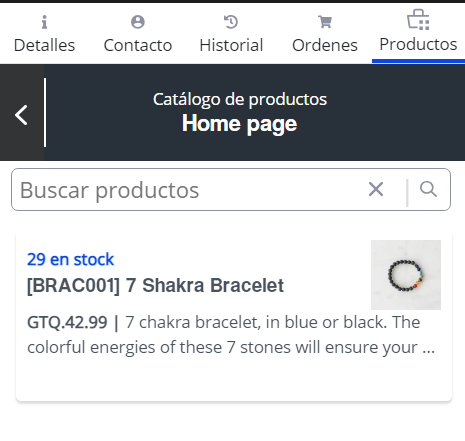 Detalles
Contacto
Historial
Ordenes
Productos
Catálogo de productos
Home page
Buscar productos
29 en stock
[BRAC001] 7 Shakra Bracelet
GTQ.42.99 | 7 chakra bracelet, in blue or black. The
colorful energies of these 7 stones will ensure your ...